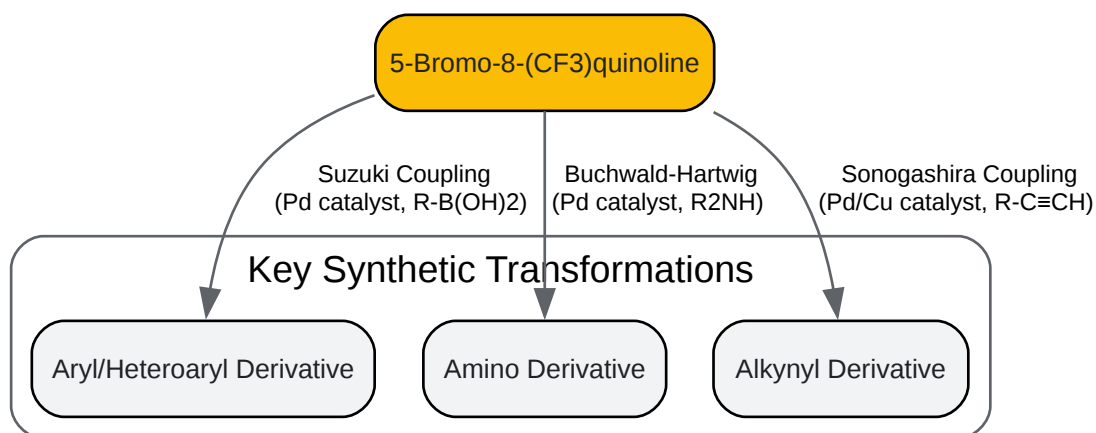 5-Bromo-8-(CF3)quinoline
Suzuki Coupling
(Pd catalyst, R-B(OH)2)
Buchwald-Hartwig
(Pd catalyst, R2NH)
Sonogashira Coupling
(Pd/Cu catalyst, R-C≡CH)
Key Synthetic Transformations
Aryl/Heteroaryl Derivative
Amino Derivative
Alkynyl Derivative